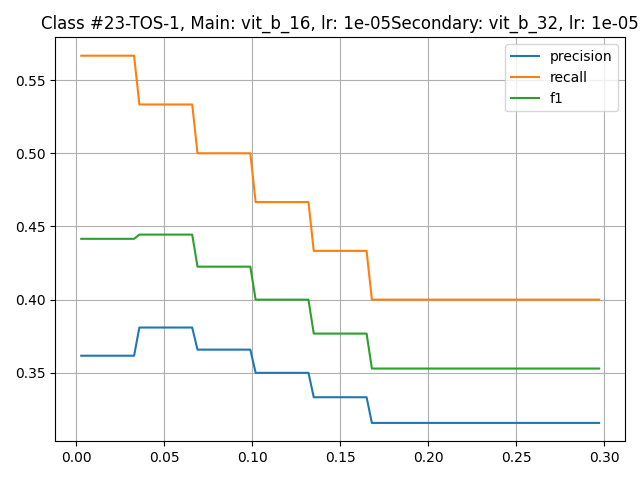 Class #23-TOS-1, Main: vit_b_16, lr: 1e-05Secondary: vit_b_32, lr: 1e-05
precision
recall
f1
0.55
0.50
0.45
0.40
0.35
0.00 0.05 0.10 0.15 0.20 0.25 0.30